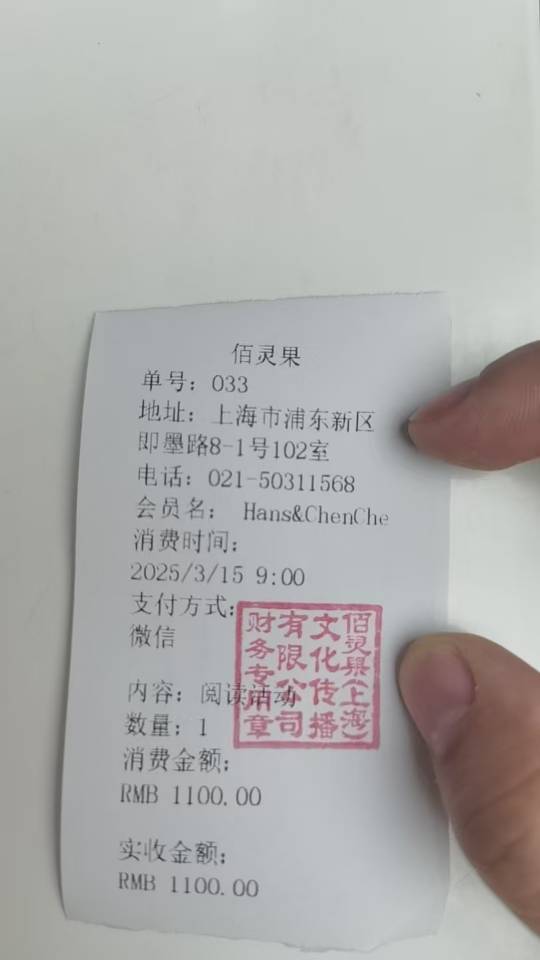 佰灵果
单号：033
地址：上海市浦东新区
即墨路8-1号102室
电话：021-50311568
会员名： Hans&ChenChe
消费时间：
2025/3/15 9:00
支付方式：
微信
内容：阅读活动
数量：1
消费金额：
RMB 1100.00
实收金额：
RMB 1100.00
佰灵果(上海)
文化传播
有限公司
财务专用章